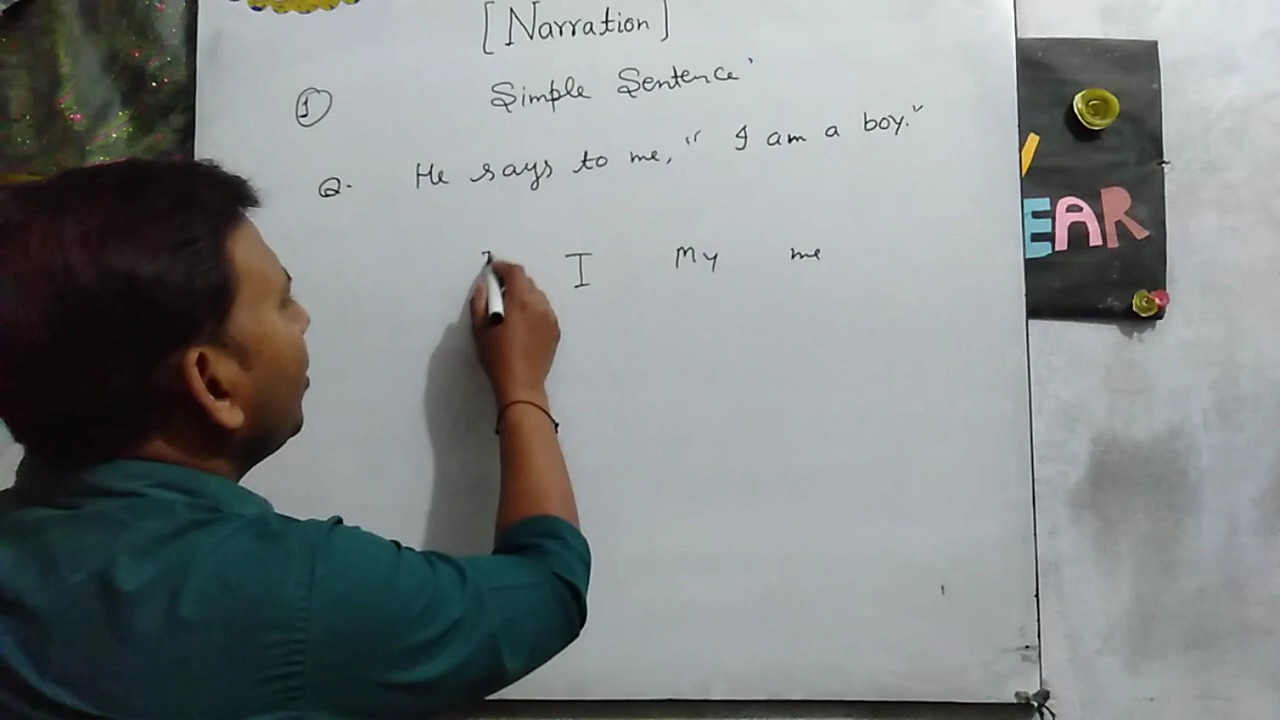 [Narration]
① Simple Sentence'
Q. He says to me, " I am a boy."
I My me
EAR